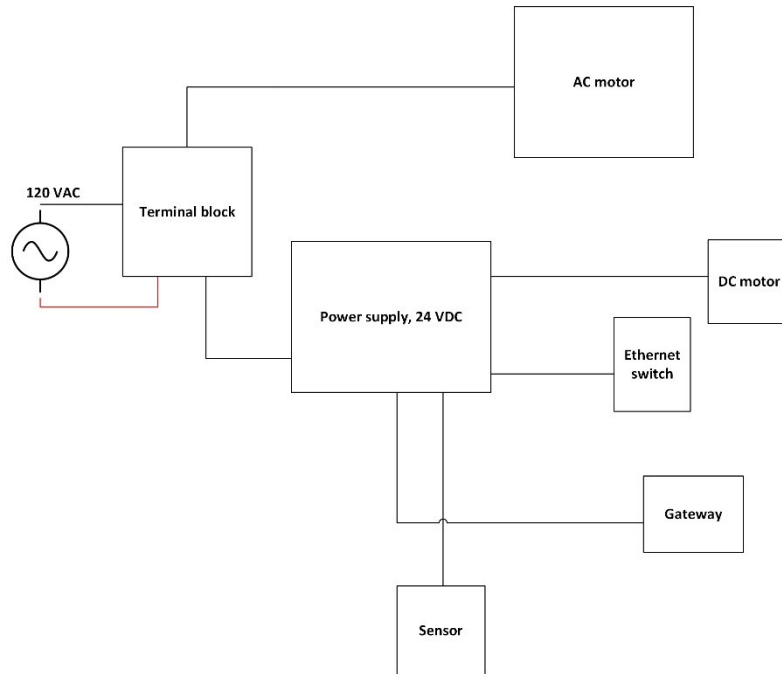 AC motor
120 VAC
Terminal block
Power supply, 24 VDC
DC motor
Ethernet
switch
Gateway
Sensor